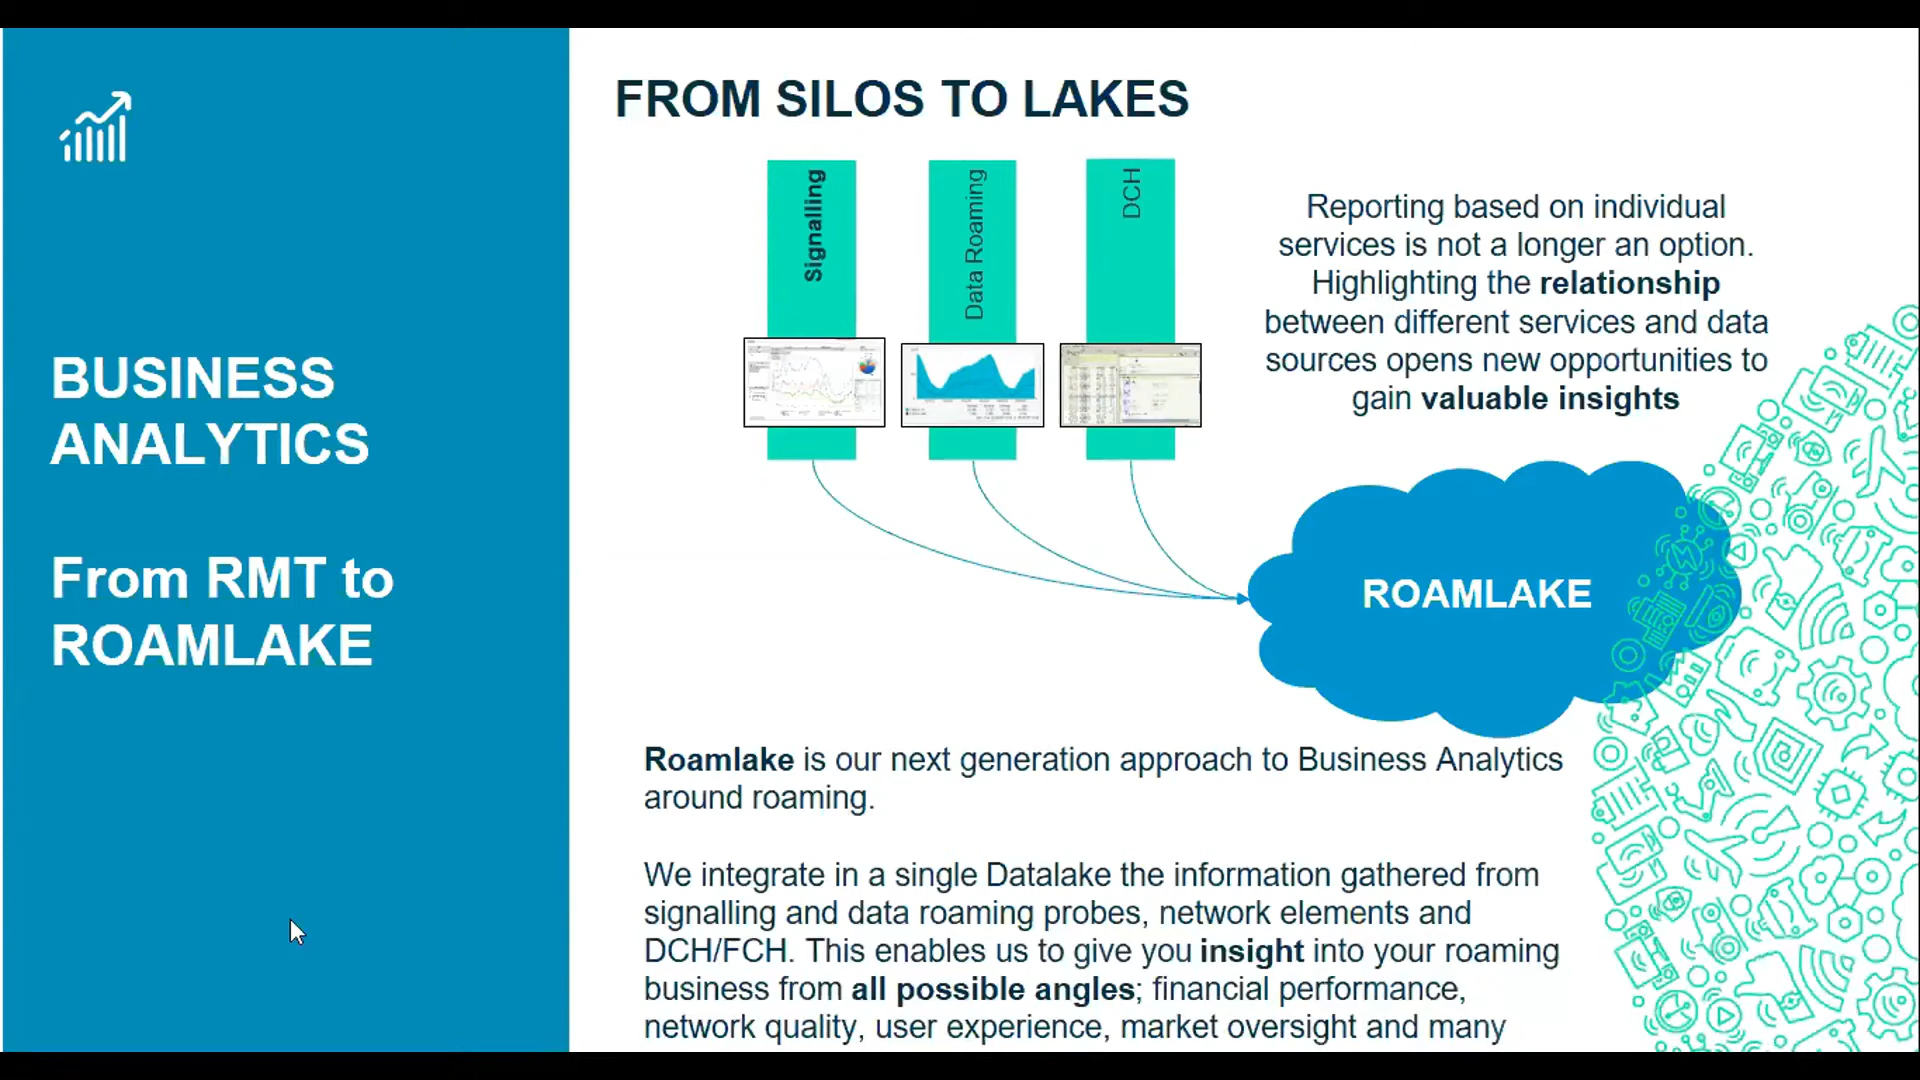 BUSINESS
ANALYTICS
From RMT to
ROAMLAKE
FROM SILOS TO LAKES
Signalling
Data Roaming
DCH
Reporting based on individual
services is not a longer an option.
Highlighting the relationship
between different services and data
sources opens new opportunities to
gain valuable insights
ROAMLAKE
Roamlake is our next generation approach to Business Analytics
around roaming.
We integrate in a single Datalake the information gathered from
signalling and data roaming probes, network elements and
DCH/FCH. This enables us to give you insight into your roaming
business from all possible angles; financial performance,
network quality, user experience, market oversight and many